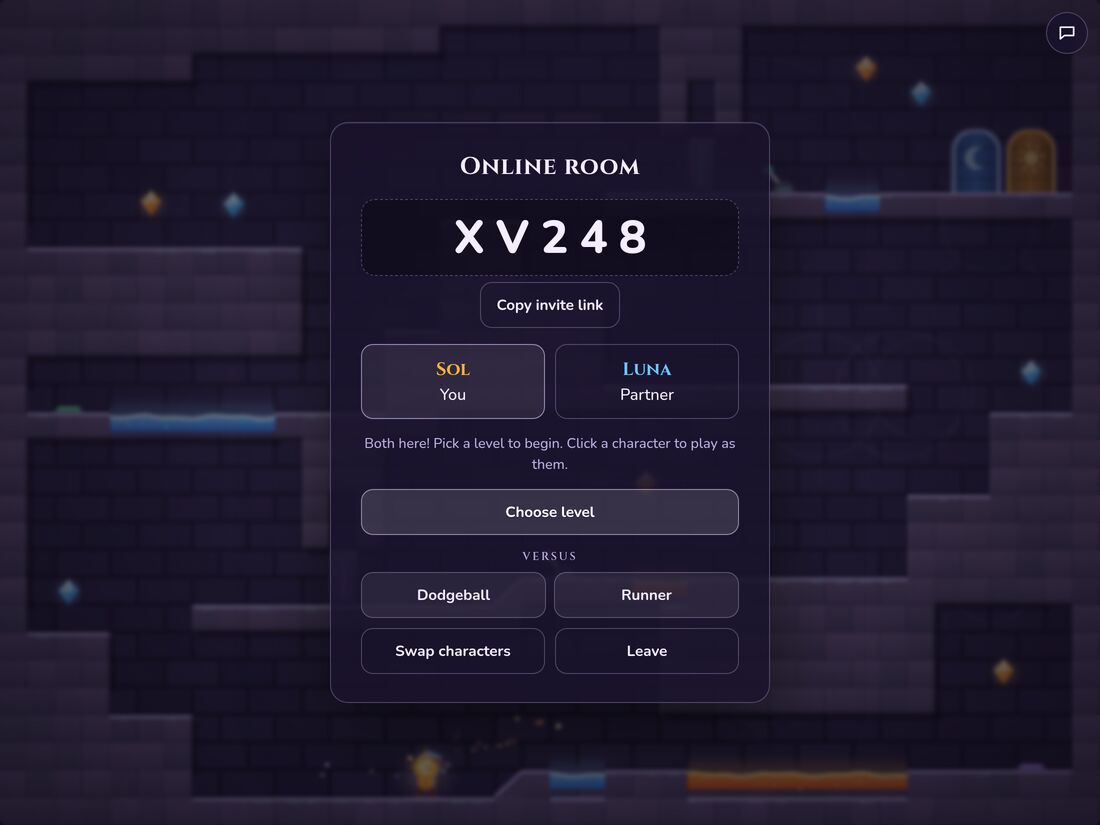 Online room
XV248
Copy invite link
Sol
You
Luna
Partner
Both here! Pick a level to begin. Click a character to play as
them.
Choose level
VERSUS
Dodgeball
Runner
Swap characters
Leave